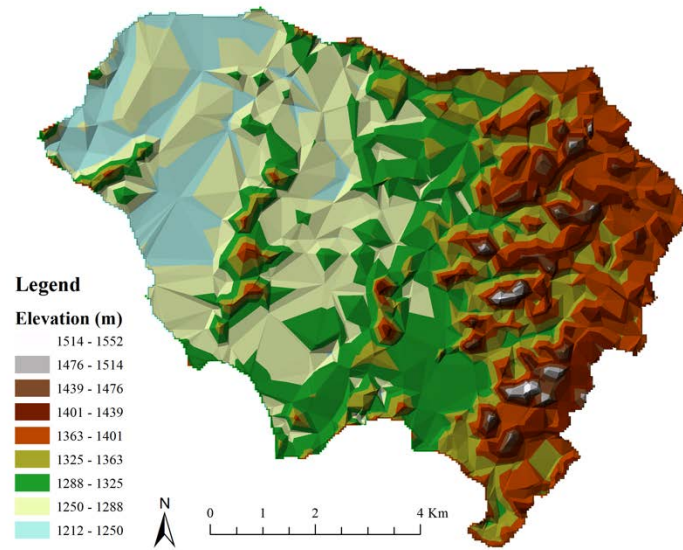 Legend
Elevation (m)
1514 - 1552
1476 - 1514
1439 - 1476
1401 - 1439
1363 - 1401
1325 - 1363
1288 - 1325
1250 - 1288
1212 - 1250
N
0 1 2 4 Km